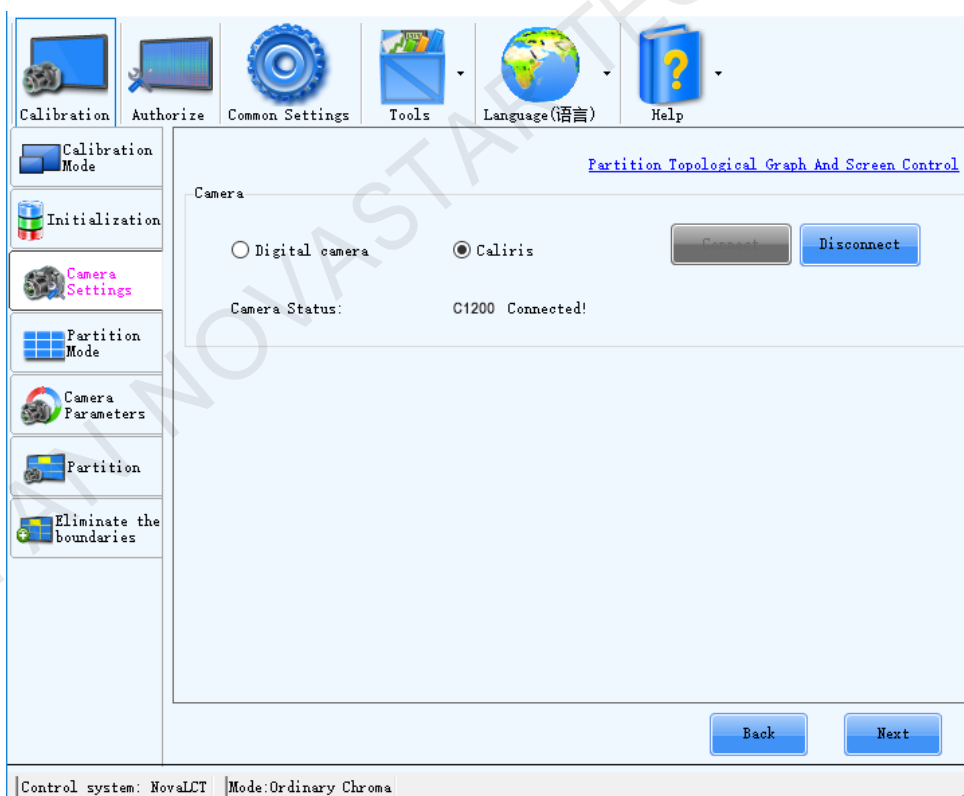 Calibration
Authorize
Common Settings
Tools
Language(语言)
Help
Calibration
Mode
Initialization
Camera
Settings
Partition
Mode
Camera
Parameters
Partition
Eliminate the
boundaries
Partition Topological Graph And Screen Control
Camera
Digital camera
Caliris
Connect
Disconnect
Camera Status:
C1200 Connected!
Back
Next
Control system: NovaLCT
Mode:Ordinary Chroma